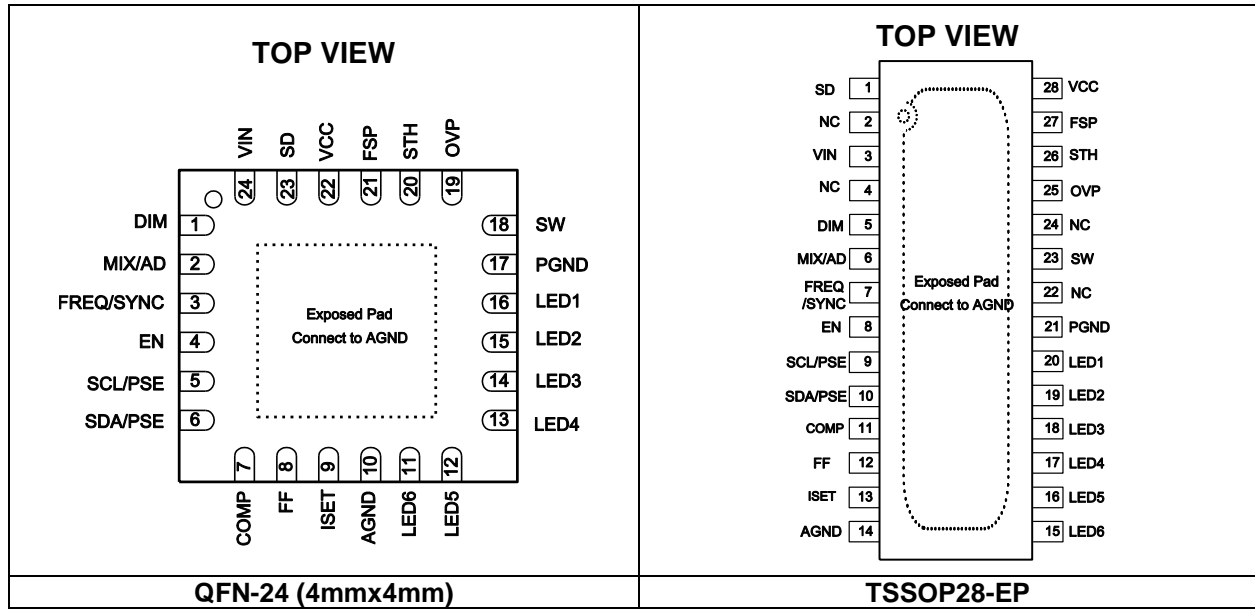 TOP VIEW
VIN SD VCC FSP STH OVP
24 23 22 21 20 19
DIM 1
MIX/AD 2
FREQ/SYNC 3
EN 4
SCL/PSE 5
SDA/PSE 6
Exposed Pad
Connect to AGND
18 SW
17 PGND
16 LED1
15 LED2
14 LED3
13 LED4
7 8 9 10 11 12
COMP FF ISET AGND LED6 LED5
QFN-24 (4mmx4mm)
TOP VIEW
SD 1
NC 2
VIN 3
NC 4
DIM 5
MIX/AD 6
FREQ
/SYNC 7
EN 8
SCL/PSE 9
SDA/PSE 10
COMP 11
FF 12
ISET 13
AGND 14
Exposed Pad
Connect to AGND
28 VCC
27 FSP
26 STH
25 OVP
24 NC
23 SW
22 NC
21 PGND
20 LED1
19 LED2
18 LED3
17 LED4
16 LED5
15 LED6
TSSOP28-EP